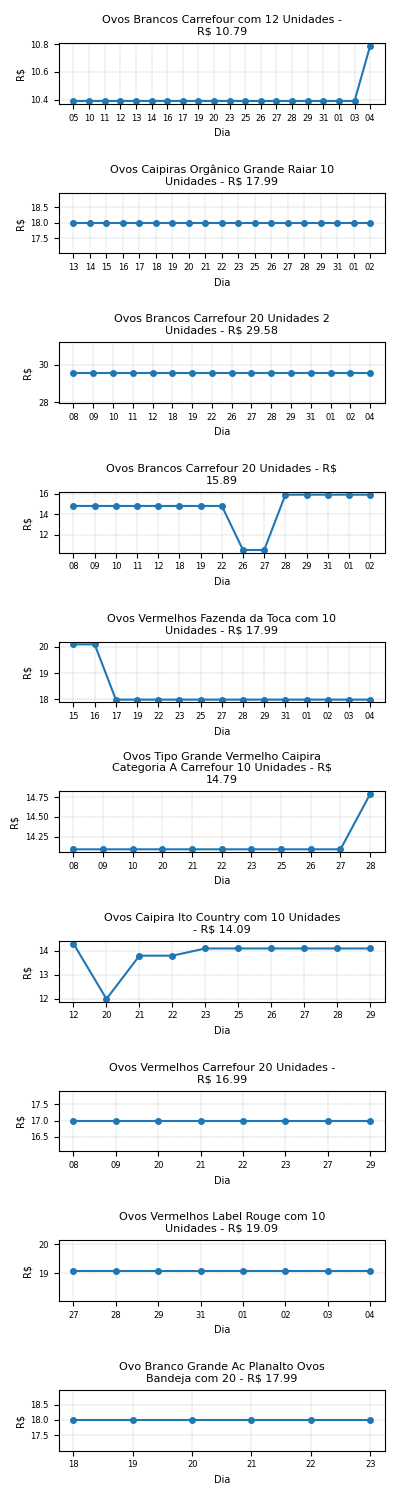 Ovos Brancos Carrefour com 12 Unidades -
R$ 10.79
10.8
10.6
10.4
R$
05 10 11 12 13 14 16 17 19 20 23 25 26 27 28 29 31 01 03 04
Dia
Ovos Caipiras Orgânico Grande Raiar 10
Unidades - R$ 17.99
18.5
18.0
17.5
R$
13 14 15 16 17 18 19 20 21 22 23 25 26 27 28 29 31 01 02
Dia
Ovos Brancos Carrefour 20 Unidades 2
Unidades - R$ 29.58
30
28
R$
08 09 10 11 12 18 19 22 26 27 28 29 31 01 02 04
Dia
Ovos Brancos Carrefour 20 Unidades - R$
15.89
16
14
12
R$
08 09 10 11 12 18 19 22 26 27 28 29 31 01 02
Dia
Ovos Vermelhos Fazenda da Toca com 10
Unidades - R$ 17.99
20
19
18
R$
15 16 17 19 22 23 25 27 28 29 31 01 02 03 04
Dia
Ovos Tipo Grande Vermelho Caipira
Categoria A Carrefour 10 Unidades - R$
14.79
14.75
14.50
14.25
R$
08 09 10 20 21 22 23 25 26 27 28
Dia
Ovos Caipira Ito Country com 10 Unidades
- R$ 14.09
14
13
12
R$
12 20 21 22 23 25 26 27 28 29
Dia
Ovos Vermelhos Carrefour 20 Unidades -
R$ 16.99
17.5
17.0
16.5
R$
08 09 20 21 22 23 27 29
Dia
Ovos Vermelhos Label Rouge com 10
Unidades - R$ 19.09
20
19
R$
27 28 29 31 01 02 03 04
Dia
Ovo Branco Grande Ac Planalto Ovos
Bandeja com 20 - R$ 17.99
18.5
18.0
17.5
R$
18 19 20 21 22 23
Dia